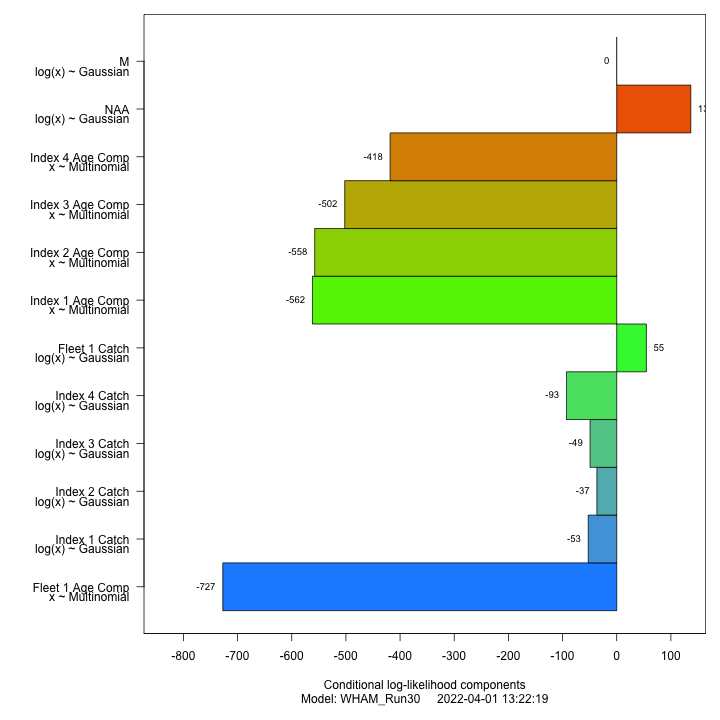 M
log(x) ~ Gaussian
0
NAA
log(x) ~ Gaussian
Index 4 Age Comp
x ~ Multinomial
-418
Index 3 Age Comp
x ~ Multinomial
-502
Index 2 Age Comp
x ~ Multinomial
-558
Index 1 Age Comp
x ~ Multinomial
-562
Fleet 1 Catch
log(x) ~ Gaussian
55
Index 4 Catch
log(x) ~ Gaussian
-93
Index 3 Catch
log(x) ~ Gaussian
-49
Index 2 Catch
log(x) ~ Gaussian
-37
Index 1 Catch
log(x) ~ Gaussian
-53
Fleet 1 Age Comp
x ~ Multinomial
-727
-800 -700 -600 -500 -400 -300 -200 -100 0 100
Conditional log-likelihood components
Model: WHAM_Run30 2022-04-01 13:22:19